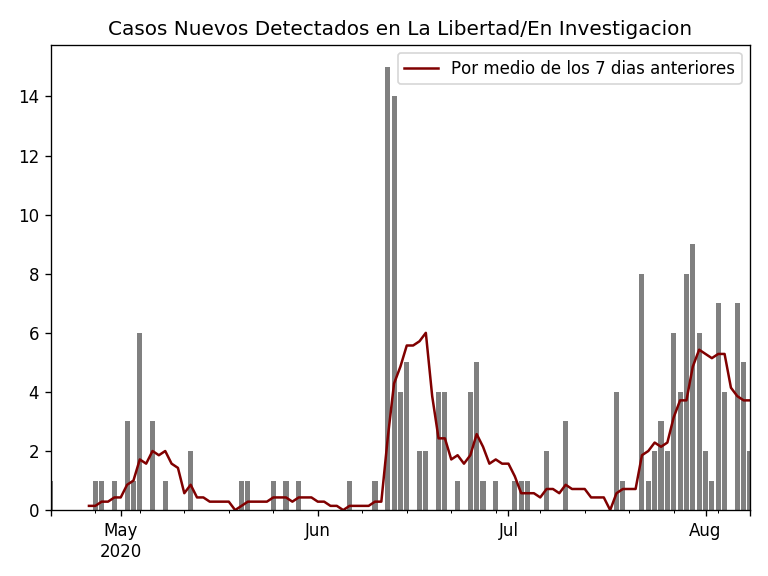 Casos Nuevos Detectados en La Libertad/En Investigacion
Por medio de los 7 dias anteriores
14
12
10
8
6
4
2
0
May
2020
Jun
Jul
Aug